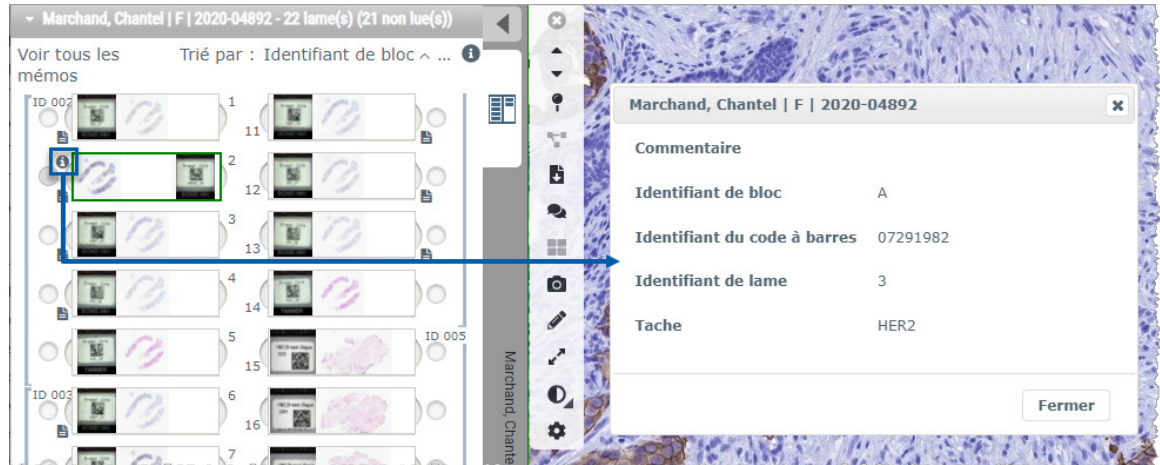 Marchand, Chantel | F | 2020-04892 - 22 lame(s) (21 non lue(s))
Voir tous les mémos
Trié par : Identifiant de bloc ^ ...
ID 002
1
11
2
12
3
13
4
14
5
ID 005
15
ID 003
6
16
7
Marchand, Chante
Marchand, Chantel | F | 2020-04892
Commentaire
Identifiant de bloc A
Identifiant du code à barres 07291982
Identifiant de lame 3
Tache HER2
Fermer